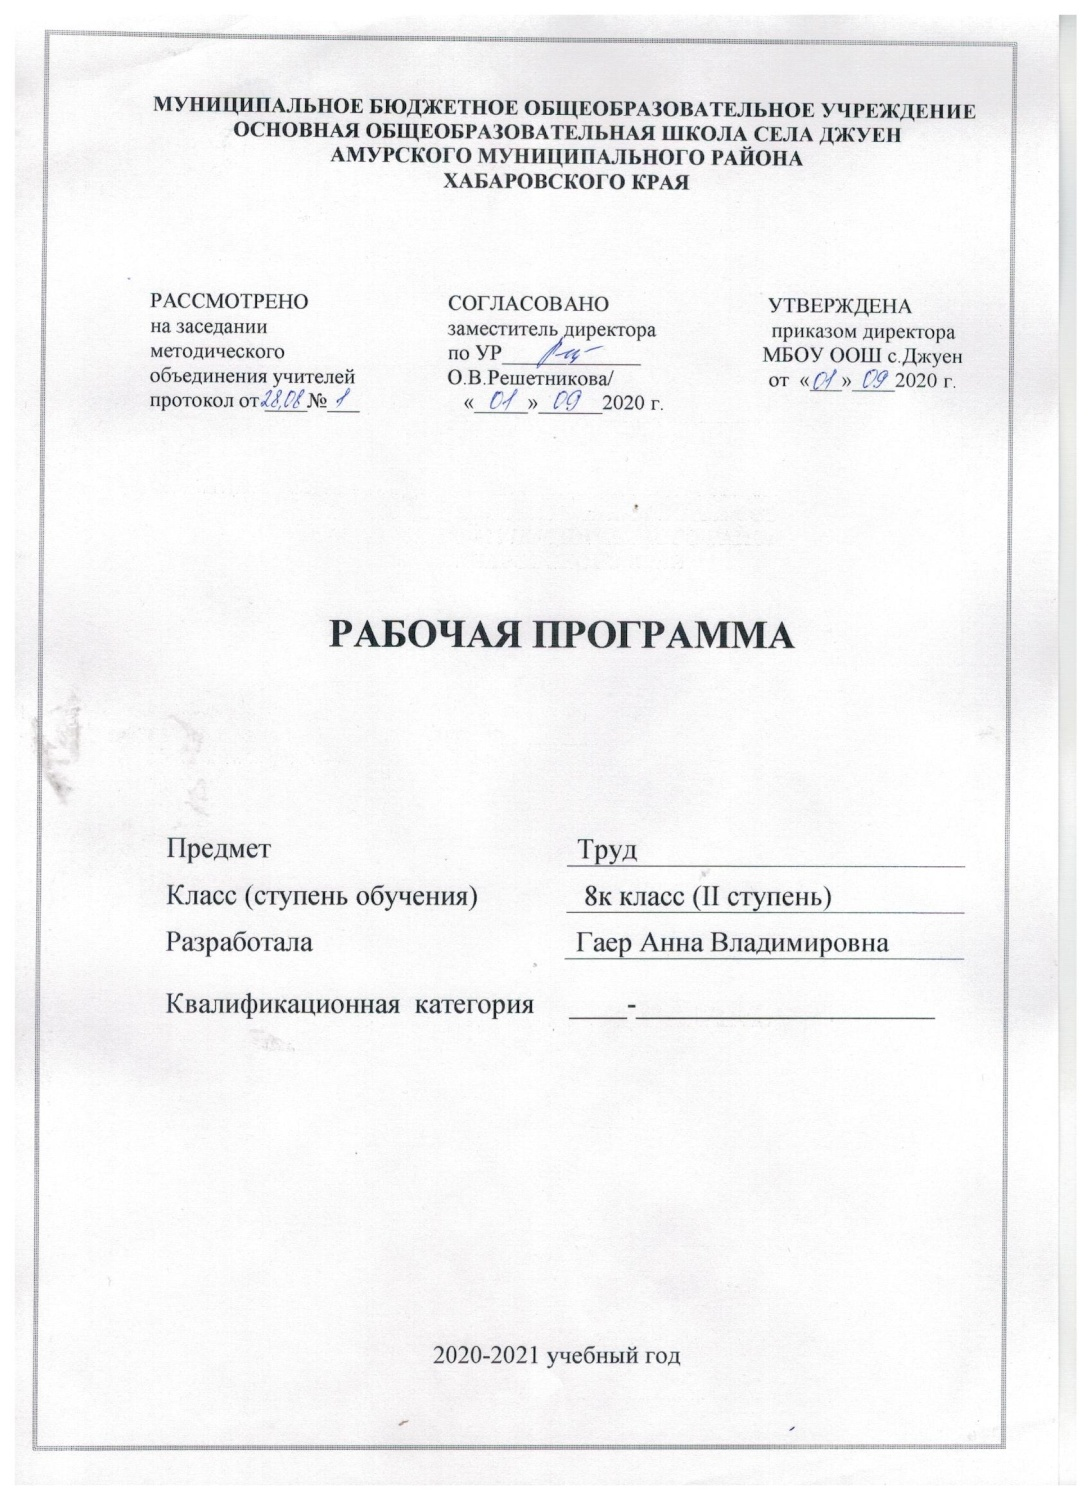 МУНИЦИПАЛЬНОЕ БЮДЖЕТНОЕ ОБЩЕОБРАЗОВАТЕЛЬНОЕ УЧРЕЖДЕНИЕ
ОСНОВНАЯ ОБЩЕОБРАЗОВАТЕЛЬНАЯ ШКОЛА СЕЛА ДЖУЕН
АМУРСКОГО МУНИЦИПАЛЬНОГО РАЙОНА
ХАБАРОВСКОГО КРАЯ
РАССМОТРЕНО
на заседании
методического
объединения учителей
протокол от 28,08 № 1
СОГЛАСОВАНО
заместитель директора
по УР
О.В.Решетникова/
« 01 » 09 2020 г.
УТВЕРЖДЕНА
приказом директора
МБОУ ООШ с.Джуен
от « 01 » 09 2020 г.
РАБОЧАЯ ПРОГРАММА
Предмет Труд
Класс (ступень обучения) 8к класс (II ступень)
Разработала Гаер Анна Владимировна
Квалификационная категория ____-____
2020-2021 учебный год